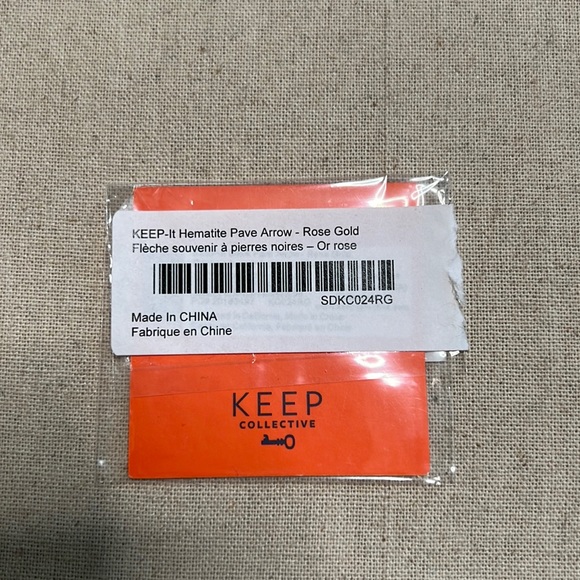 KEEP-It Hematite Pave Arrow - Rose Gold
Flèche souvenir à pierres noires – Or rose
SDKC024RG
Made In CHINA
Fabrique en Chine
KEEP
COLLECTIVE